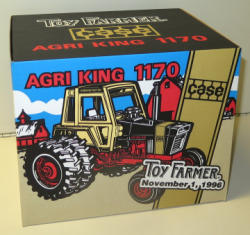 TOY FARMER
CASE
AGRI KING 1170
AGRI KING 1170
case
TOY FARMER
November 1, 1996